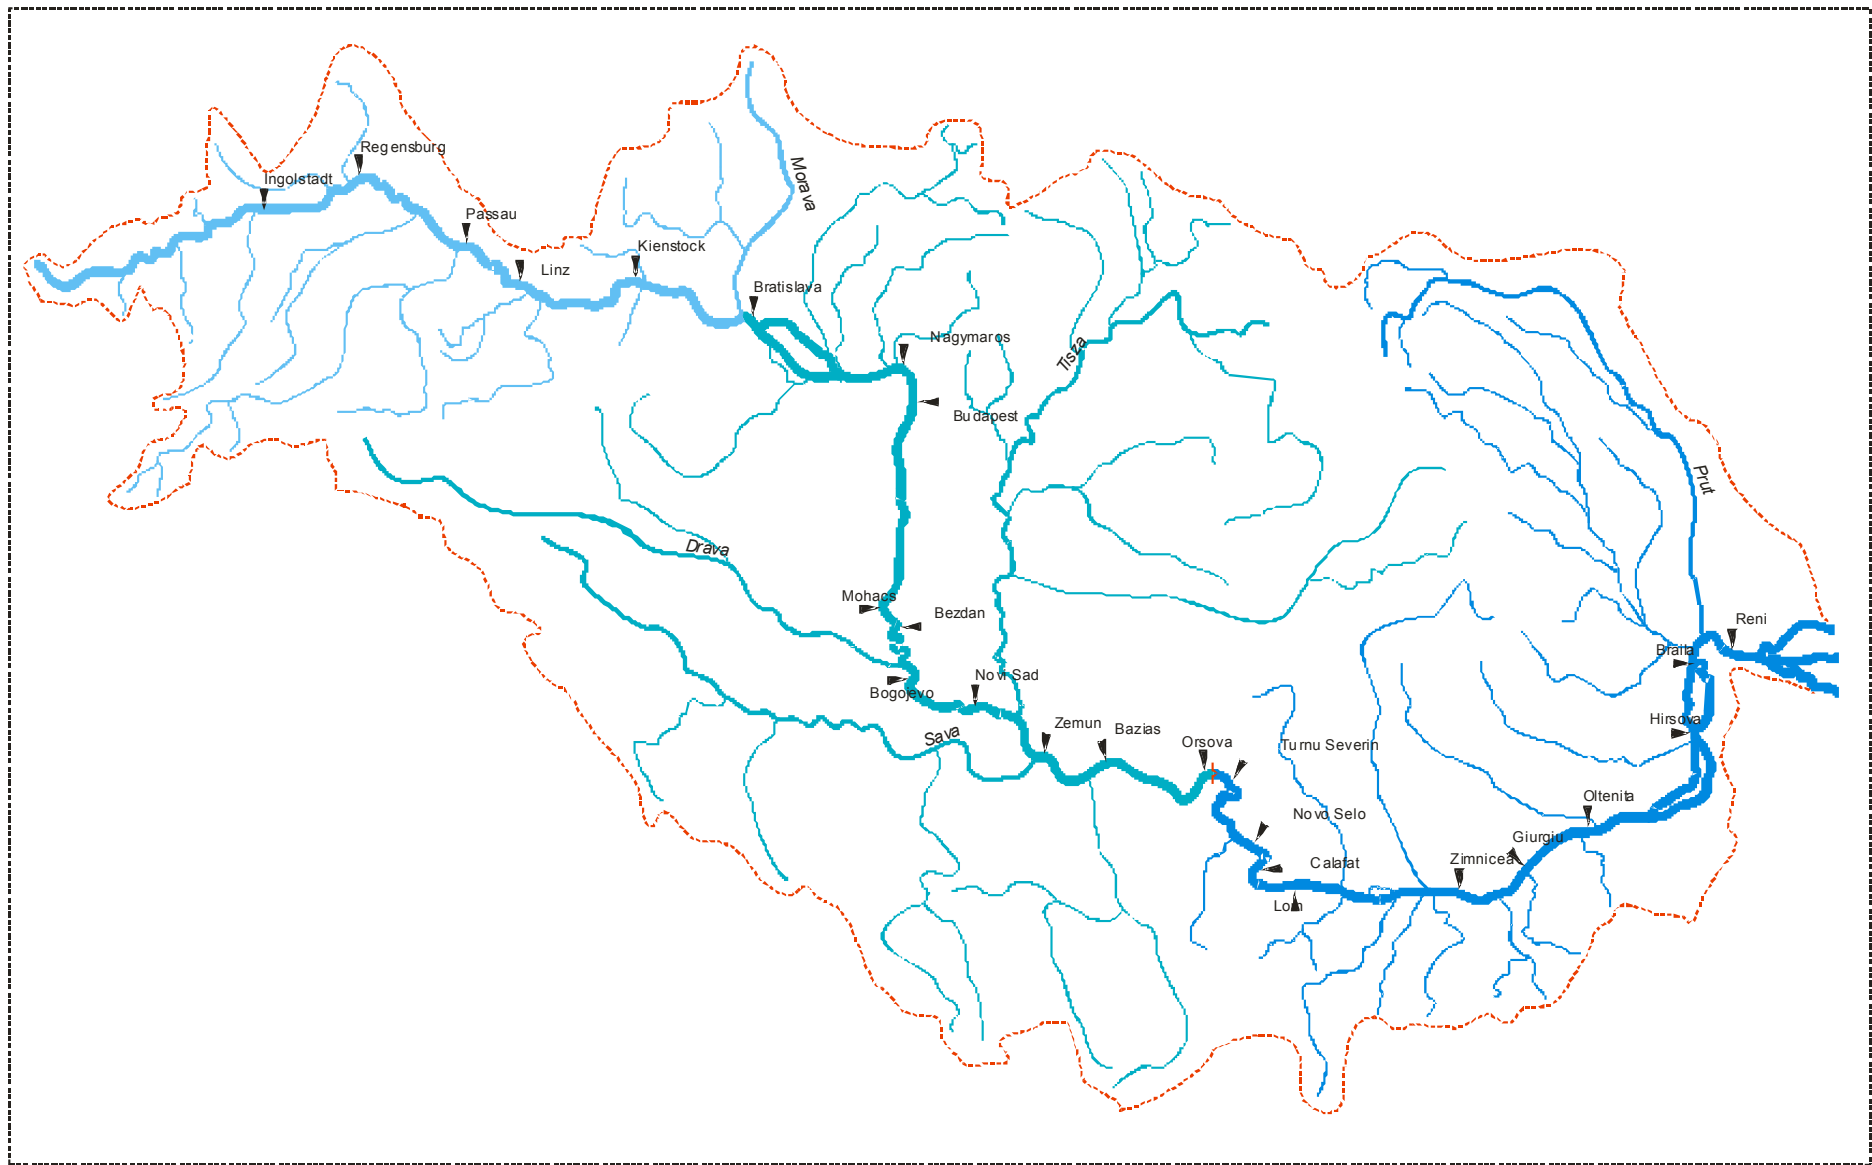 Regensburg
Ingolstadt
Morava
Passau
Kienstock
Linz
Bratislava
Nagymaros
Tisza
Budapest
Prut
Drava
Mohacs
Bezdan
Reni
Braila
Novi Sad
Bogojevo
Hirsova
Zemun
Bazias
Sava
Orsova
Turnu Severin
Oltenita
Novo Selo
Giurgiu
Zimnicea
Calafat
Lom